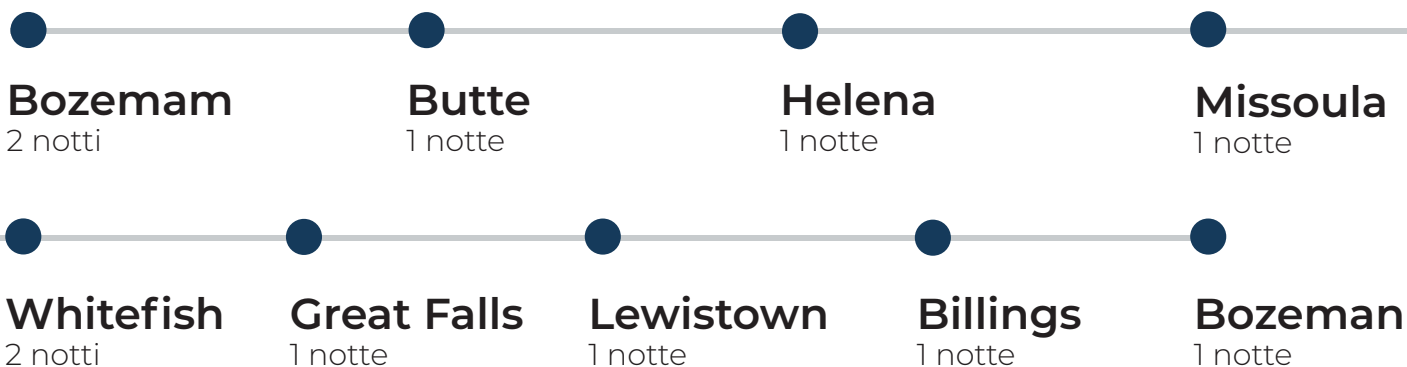 Bozemam
2 notti
Butte
1 notte
Helena
1 notte
Missoula
1 notte
Whitefish
2 notti
Great Falls
1 notte
Lewistown
1 notte
Billings
1 notte
Bozeman
1 notte